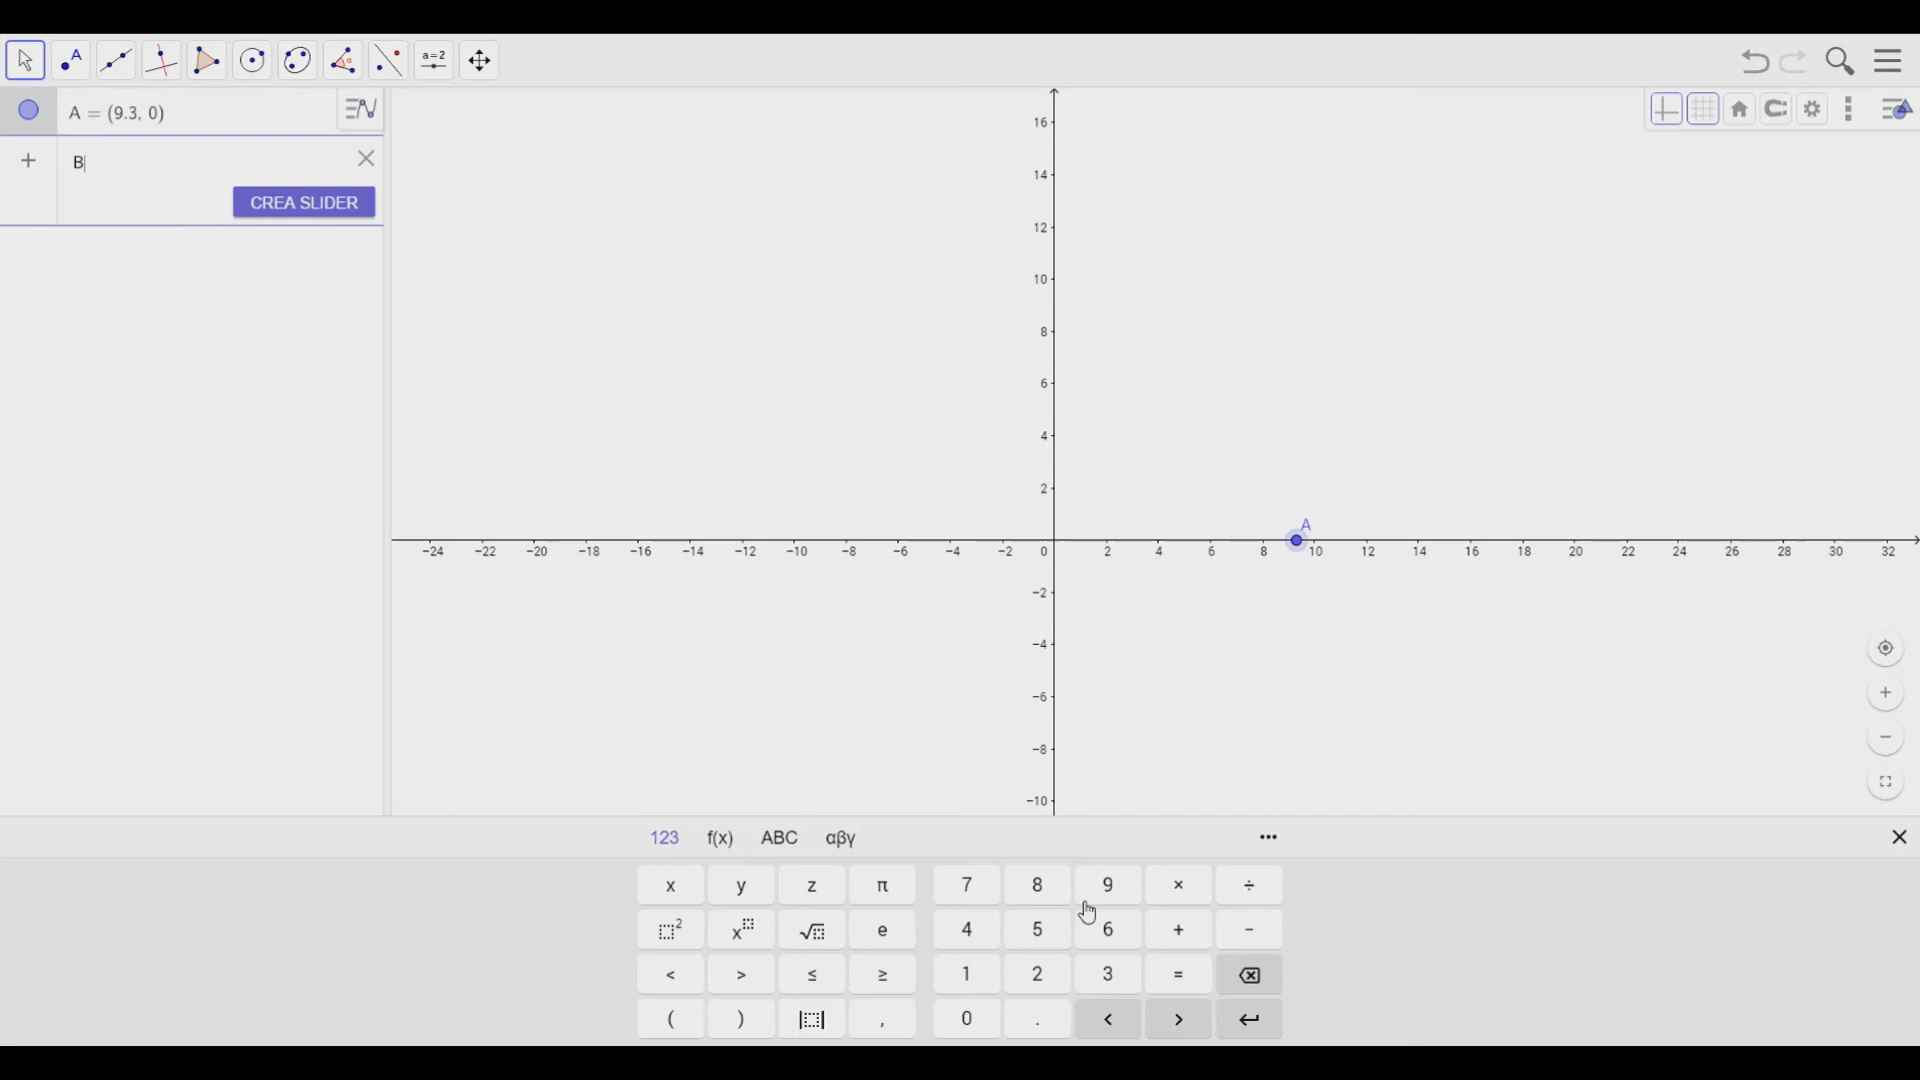 A
a=2
A = (9.3, 0)
B
CREA SLIDER
16
14
12
10
8
6
4
2
A
−24 −22 −20 −18 −16 −14 −12 −10 −8 −6 −4 −2 0 2 4 6 8 10 12 14 16 18 20 22 24 26 28 30 32
−2
−4
−6
−8
−10
123 f(x) ABC αβγ •••
x y z π 7 8 9 × ÷
² x √ e 4 5 6 + −
< > ≤ ≥ 1 2 3 =
( ) | | , 0 . < >